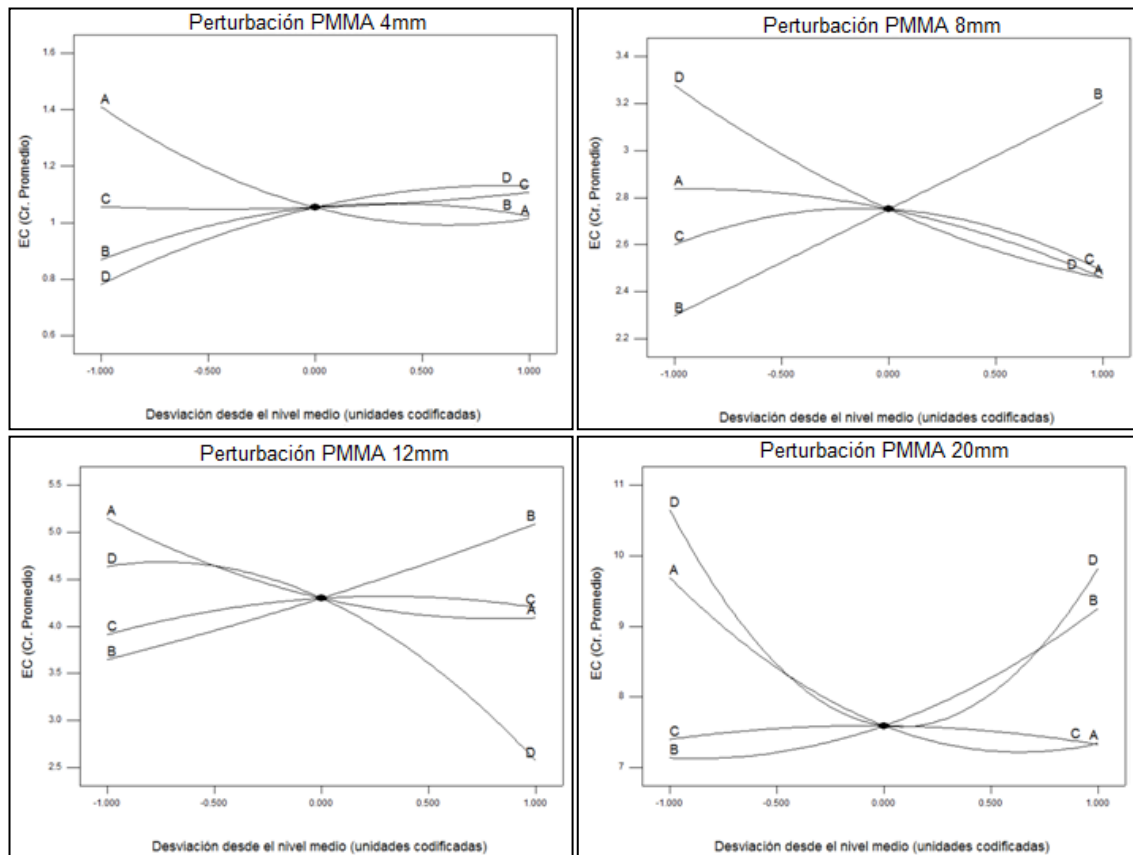 Perturbación PMMA 4mm
EC (Cr. Promedio)
1.6
1.4
1.2
1
0.8
0.6
A
C
B
D
D
C
B
A
-1.000 -0.500 0.000 0.500 1.000
Desviación desde el nivel medio (unidades codificadas)
Perturbación PMMA 8mm
EC (Cr. Promedio)
3.4
3.2
3
2.8
2.6
2.4
2.2
D
A
C
B
B
C
D A
-1.000 -0.500 0.000 0.500 1.000
Desviación desde el nivel medio (unidades codificadas)
Perturbación PMMA 12mm
EC (Cr. Promedio)
5.5
5.0
4.5
4.0
3.5
3.0
2.5
A
D
C
B
B
C
A
D
-1.000 -0.500 0.000 0.500 1.000
Desviación desde el nivel medio (unidades codificadas)
Perturbación PMMA 20mm
EC (Cr. Promedio)
11
10
9
8
7
D
A
C
B
D
B
C A
-1.000 -0.500 0.000 0.500 1.000
Desviación desde el nivel medio (unidades codificadas)